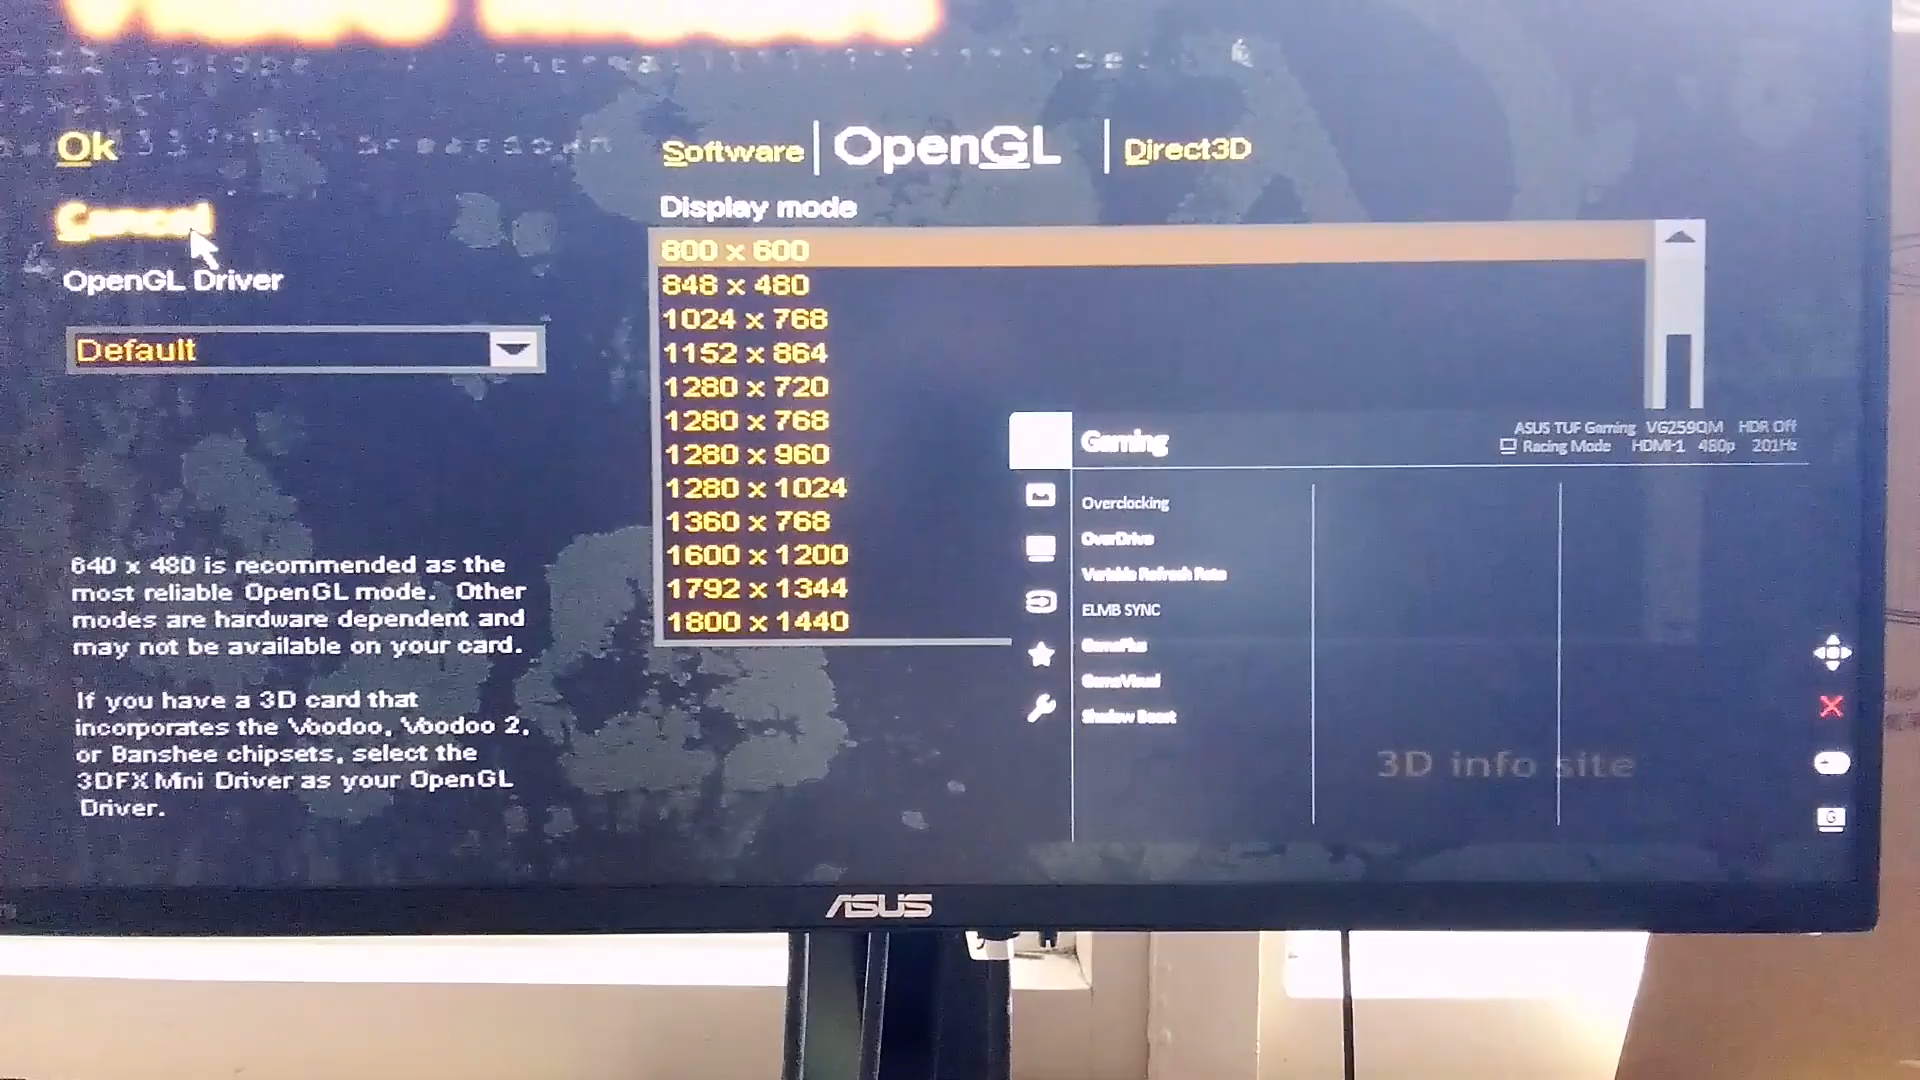 Ok
Cancel
OpenGL Driver
Default
640 x 480 is recommended as the
most reliable OpenGL mode. Other
modes are hardware dependent and
may not be available on your card.
If you have a 3D card that
incorporates the Voodoo, Voodoo 2,
or Banshee chipsets, select the
3DFX Mini Driver as your OpenGL
Driver.
Software | OpenGL | Direct3D
Display mode
800 x 600
848 x 480
1024 x 768
1152 x 864
1280 x 720
1280 x 768
1280 x 960
1280 x 1024
1360 x 768
1600 x 1200
1792 x 1344
1800 x 1440
Gaming
ASUS TUF Gaming VG259QM HDR Off
Racing Mode HDMI-1 480p 201Hz
Overclocking
OverDrive
Variable Refresh Rate
ELMB SYNC
GamePlus
GameVisual
Shadow Boost
3D info site
G
ASUS